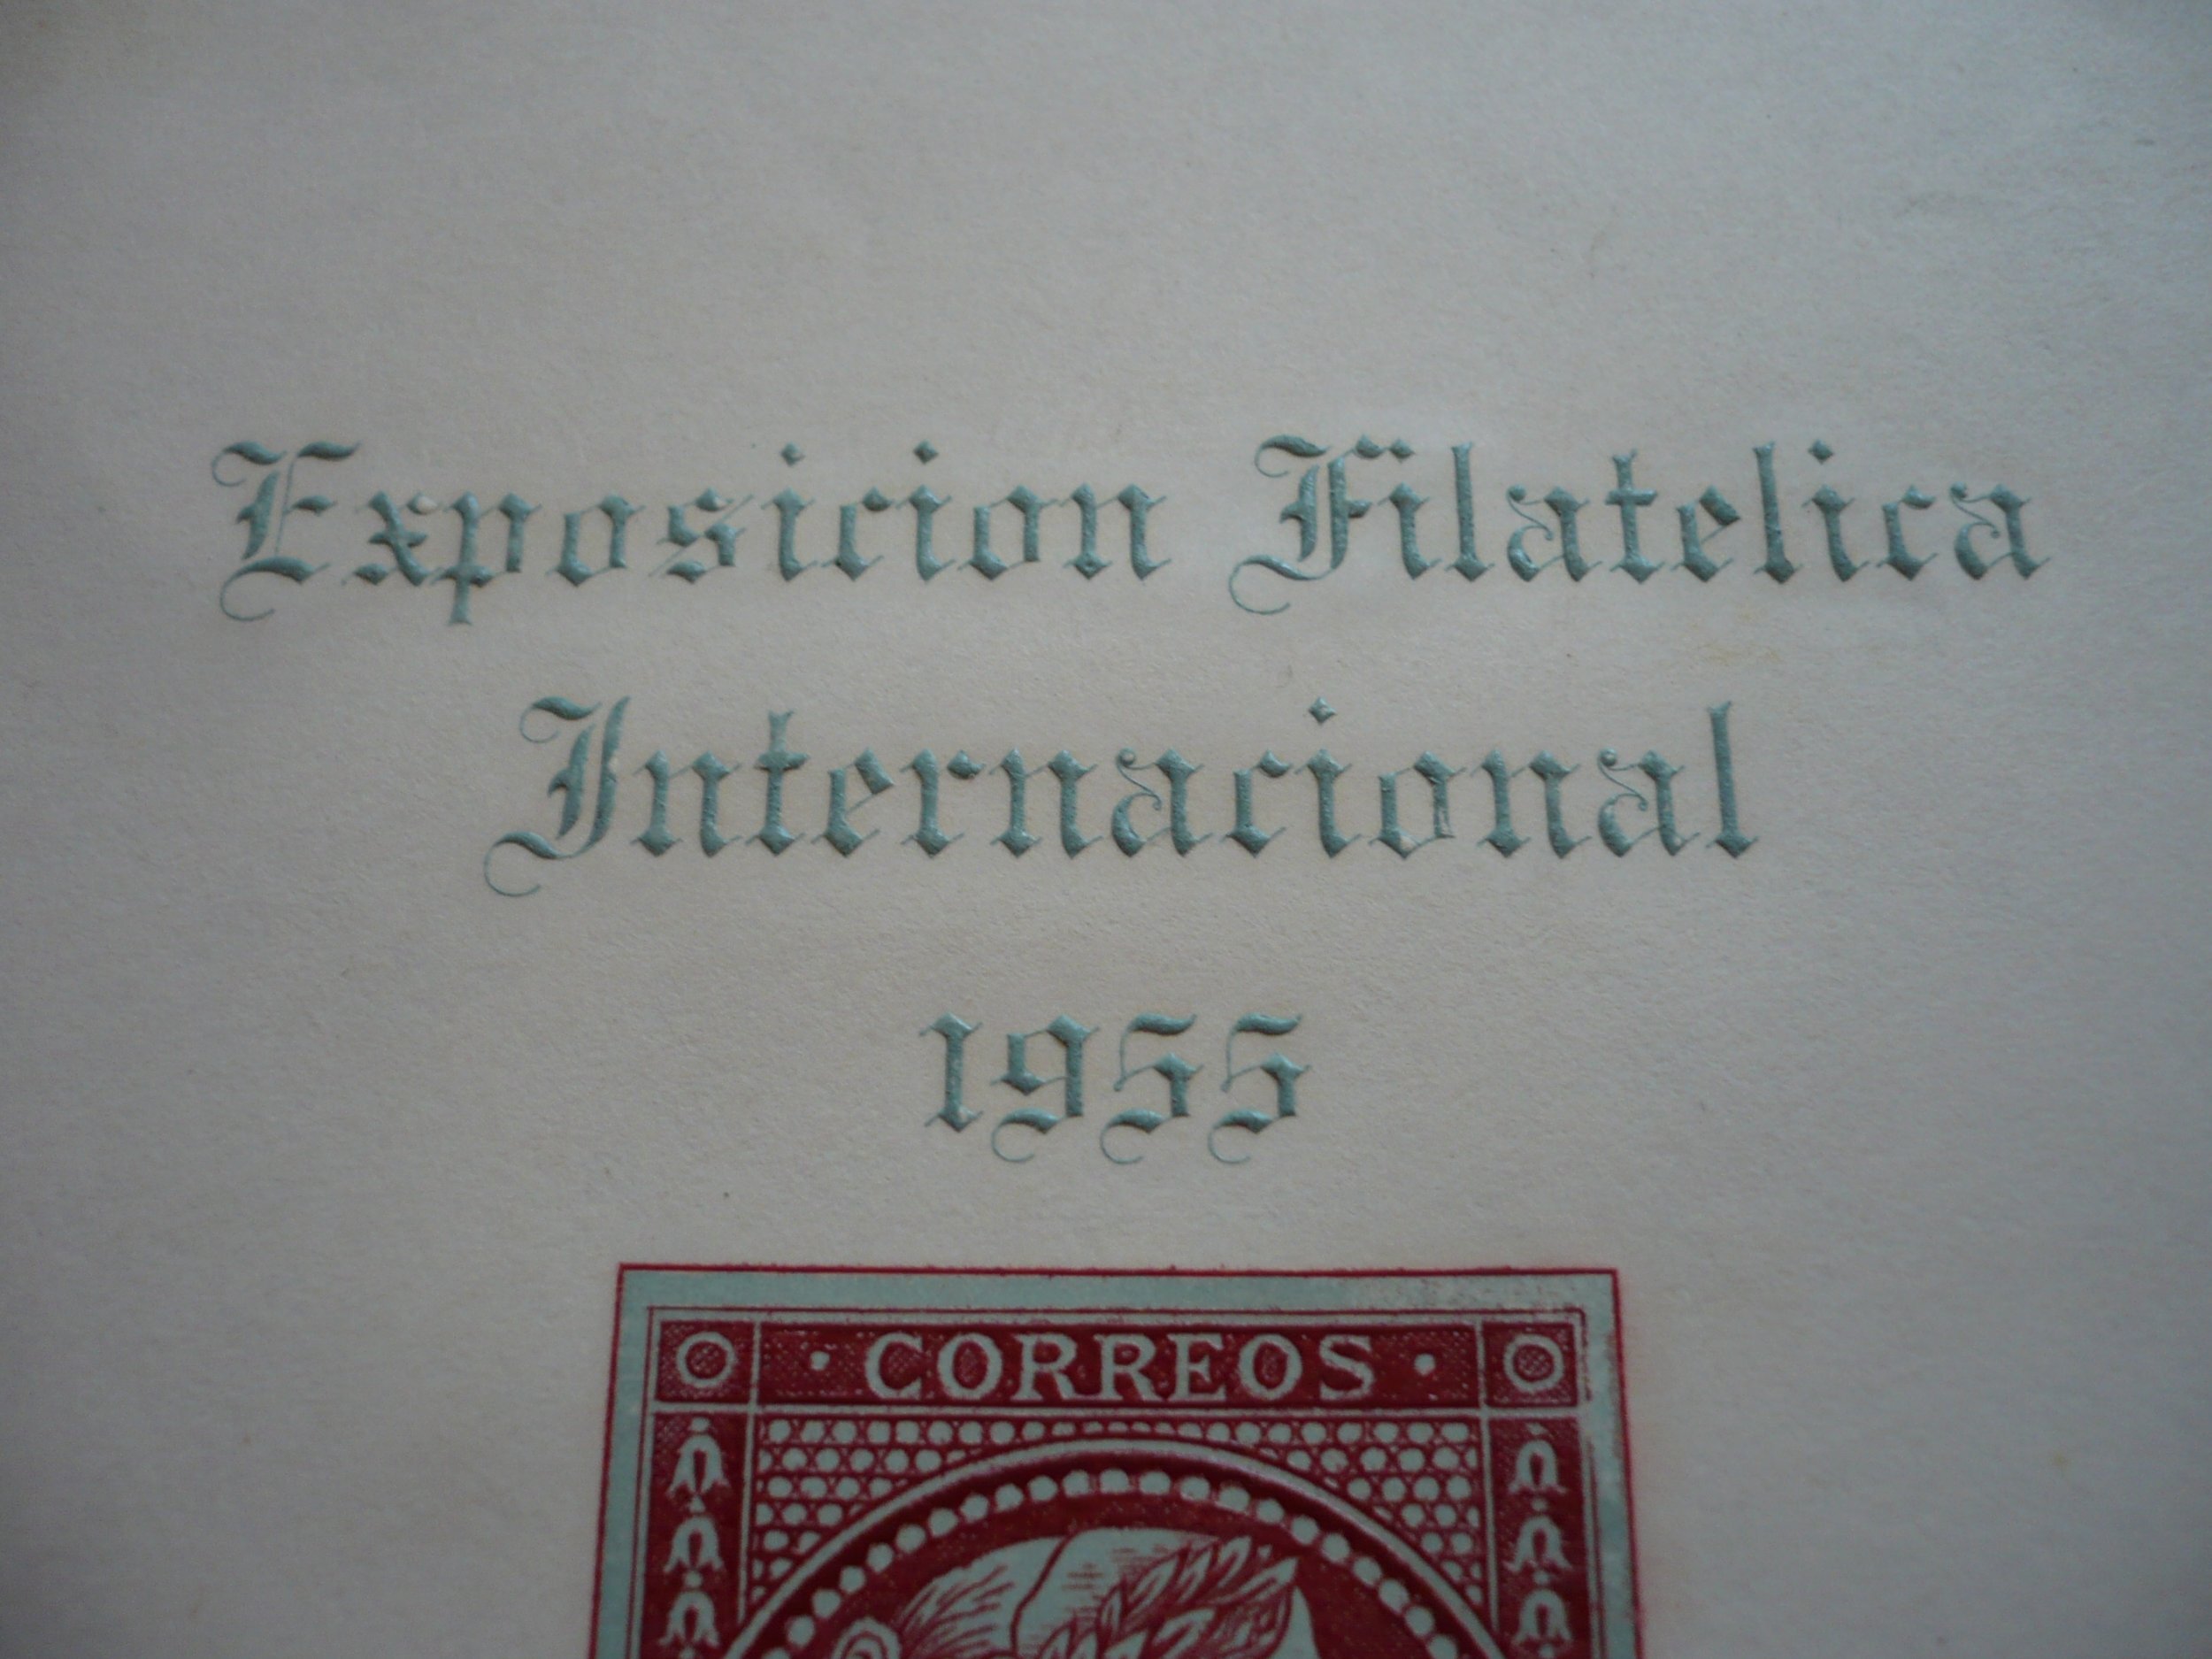 Exposicion Filatelica
Internacional
1955
· CORREOS ·